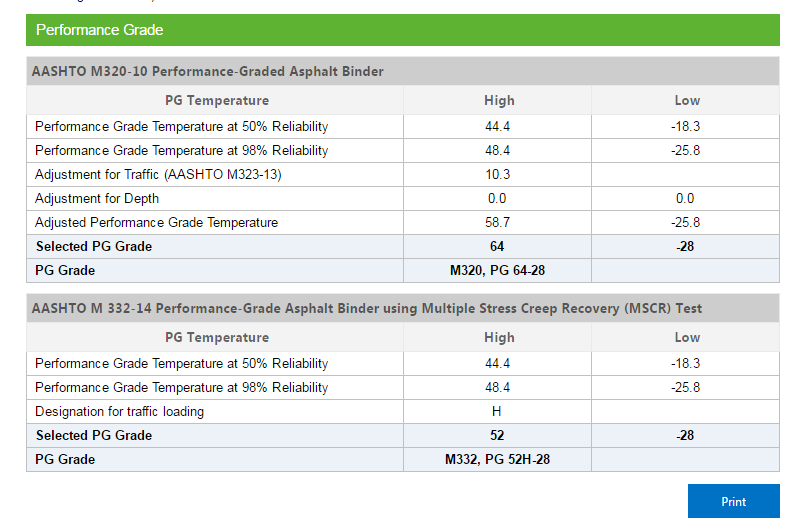 Performance Grade
AASHTO M320-10 Performance-Graded Asphalt Binder
PG Temperature High Low
Performance Grade Temperature at 50% Reliability 44.4 -18.3
Performance Grade Temperature at 98% Reliability 48.4 -25.8
Adjustment for Traffic (AASHTO M323-13) 10.3
Adjustment for Depth 0.0 0.0
Adjusted Performance Grade Temperature 58.7 -25.8
Selected PG Grade 64 -28
PG Grade M320, PG 64-28
AASHTO M 332-14 Performance-Grade Asphalt Binder using Multiple Stress Creep Recovery (MSCR) Test
PG Temperature High Low
Performance Grade Temperature at 50% Reliability 44.4 -18.3
Performance Grade Temperature at 98% Reliability 48.4 -25.8
Designation for traffic loading H
Selected PG Grade 52 -28
PG Grade M332, PG 52H-28
Print